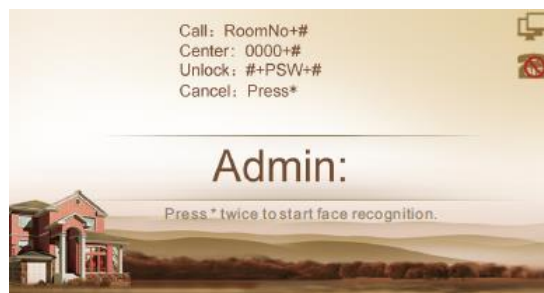 Call: RoomNo+#
Center: 0000+#
Unlock: #+PSW+#
Cancel: Press*
Admin:
Press * twice to start face recognition.